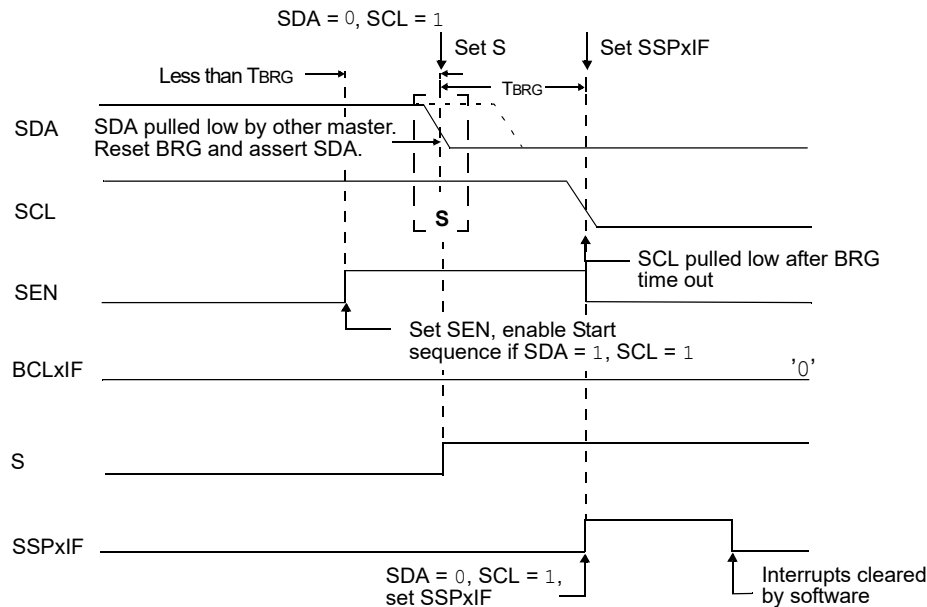 SDA = 0, SCL = 1
Set S
Set SSPxIF
Less than TBRG
TBRG
SDA
SDA pulled low by other master.
Reset BRG and assert SDA.
SCL
S
SCL pulled low after BRG
time out
SEN
Set SEN, enable Start
sequence if SDA = 1, SCL = 1
BCLxIF
'0'
S
SSPxIF
SDA = 0, SCL = 1,
set SSPxIF
Interrupts cleared
by software